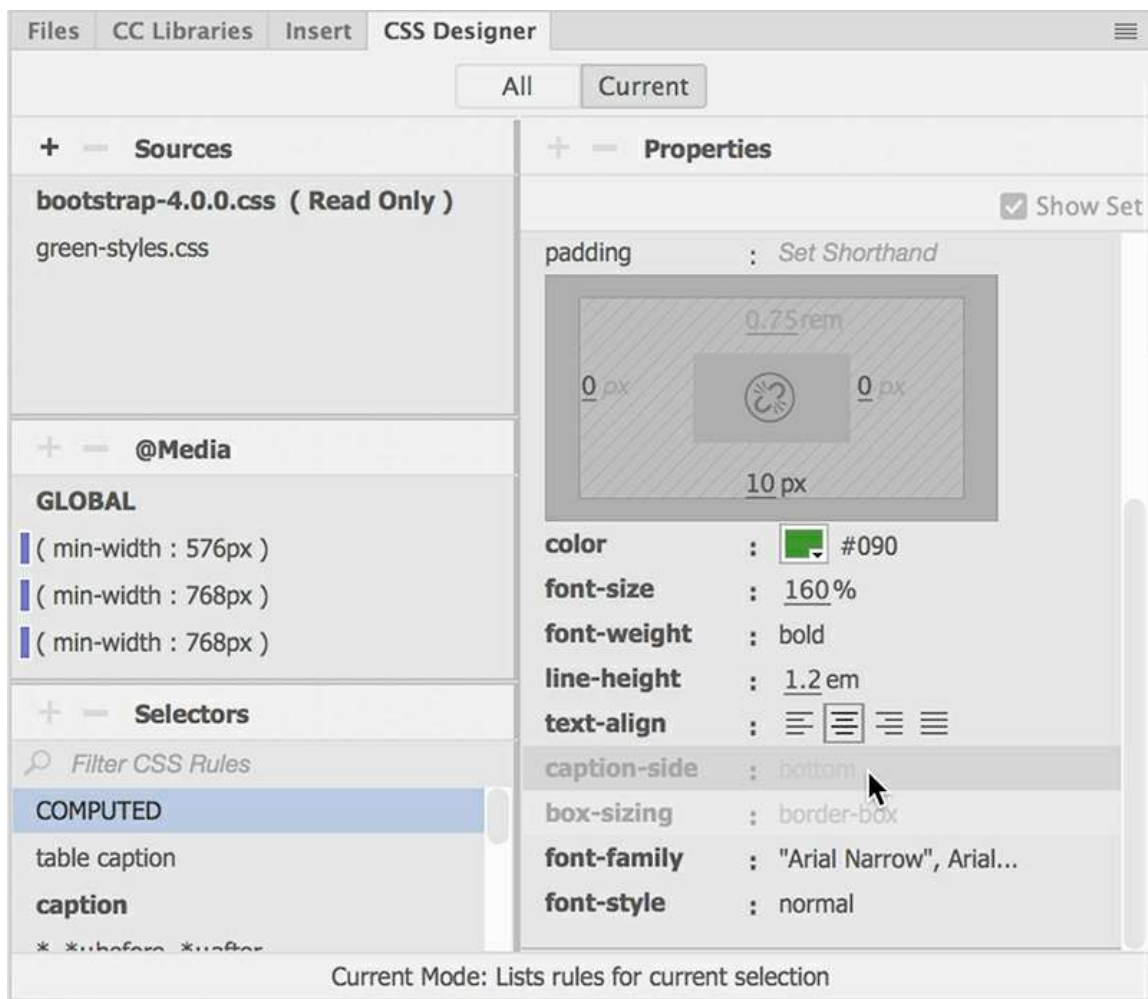 Files CC Libraries Insert CSS Designer
All Current
+ − Sources
bootstrap-4.0.0.css ( Read Only )
green-styles.css
+ − @Media
GLOBAL
( min-width : 576px )
( min-width : 768px )
( min-width : 768px )
+ − Selectors
Filter CSS Rules
COMPUTED
table caption
caption
+ − Properties
Show Set
padding : Set Shorthand
0.75 rem
0 px 0 px
10 px
color : #090
font-size : 160 %
font-weight : bold
line-height : 1.2 em
text-align :
caption-side : bottom
box-sizing : border-box
font-family : "Arial Narrow", Arial...
font-style : normal
Current Mode: Lists rules for current selection